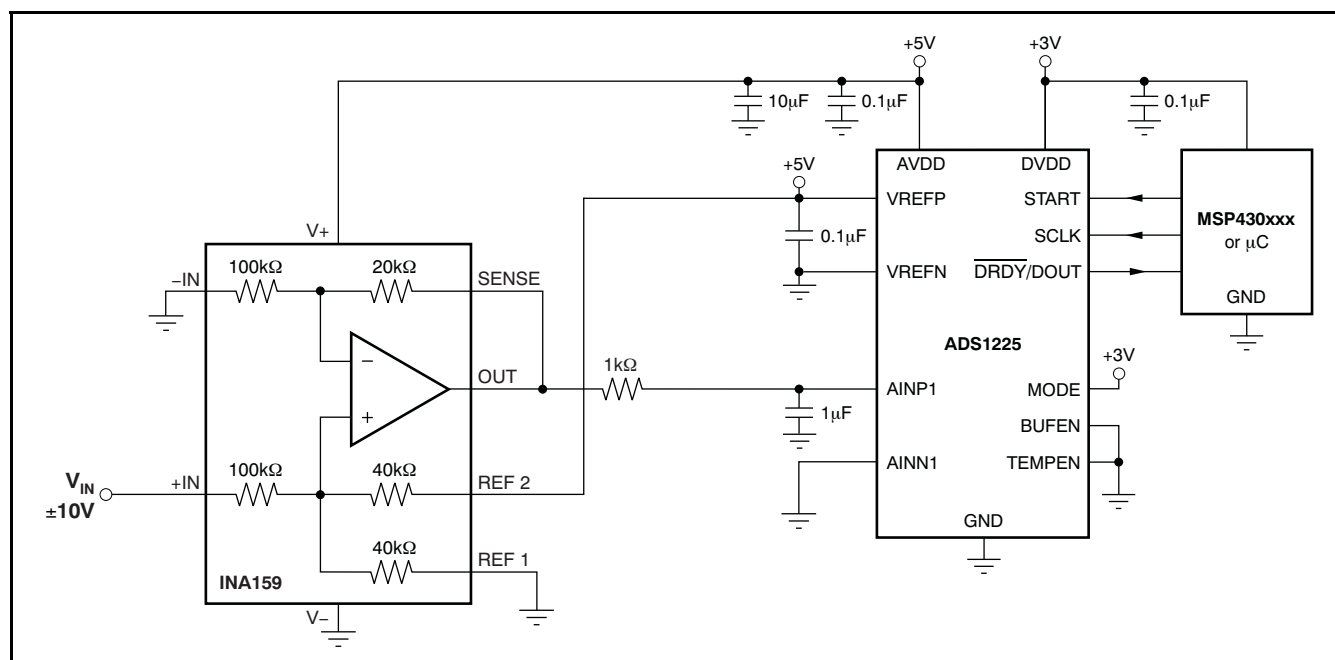 +5V
+3V
10µF
0.1µF
0.1µF
+5V
AVDD
DVDD
VREFP
START
MSP430xxx
or µC
V+
0.1µF
SCLK
100kΩ
20kΩ
–IN
SENSE
VREFN
DRDY/DOUT
GND
ADS1225
–
1kΩ
+3V
OUT
AINP1
MODE
+
1µF
BUFEN
100kΩ
40kΩ
AINN1
TEMPEN
VIN
±10V
+IN
REF 2
40kΩ
GND
REF 1
INA159
V–